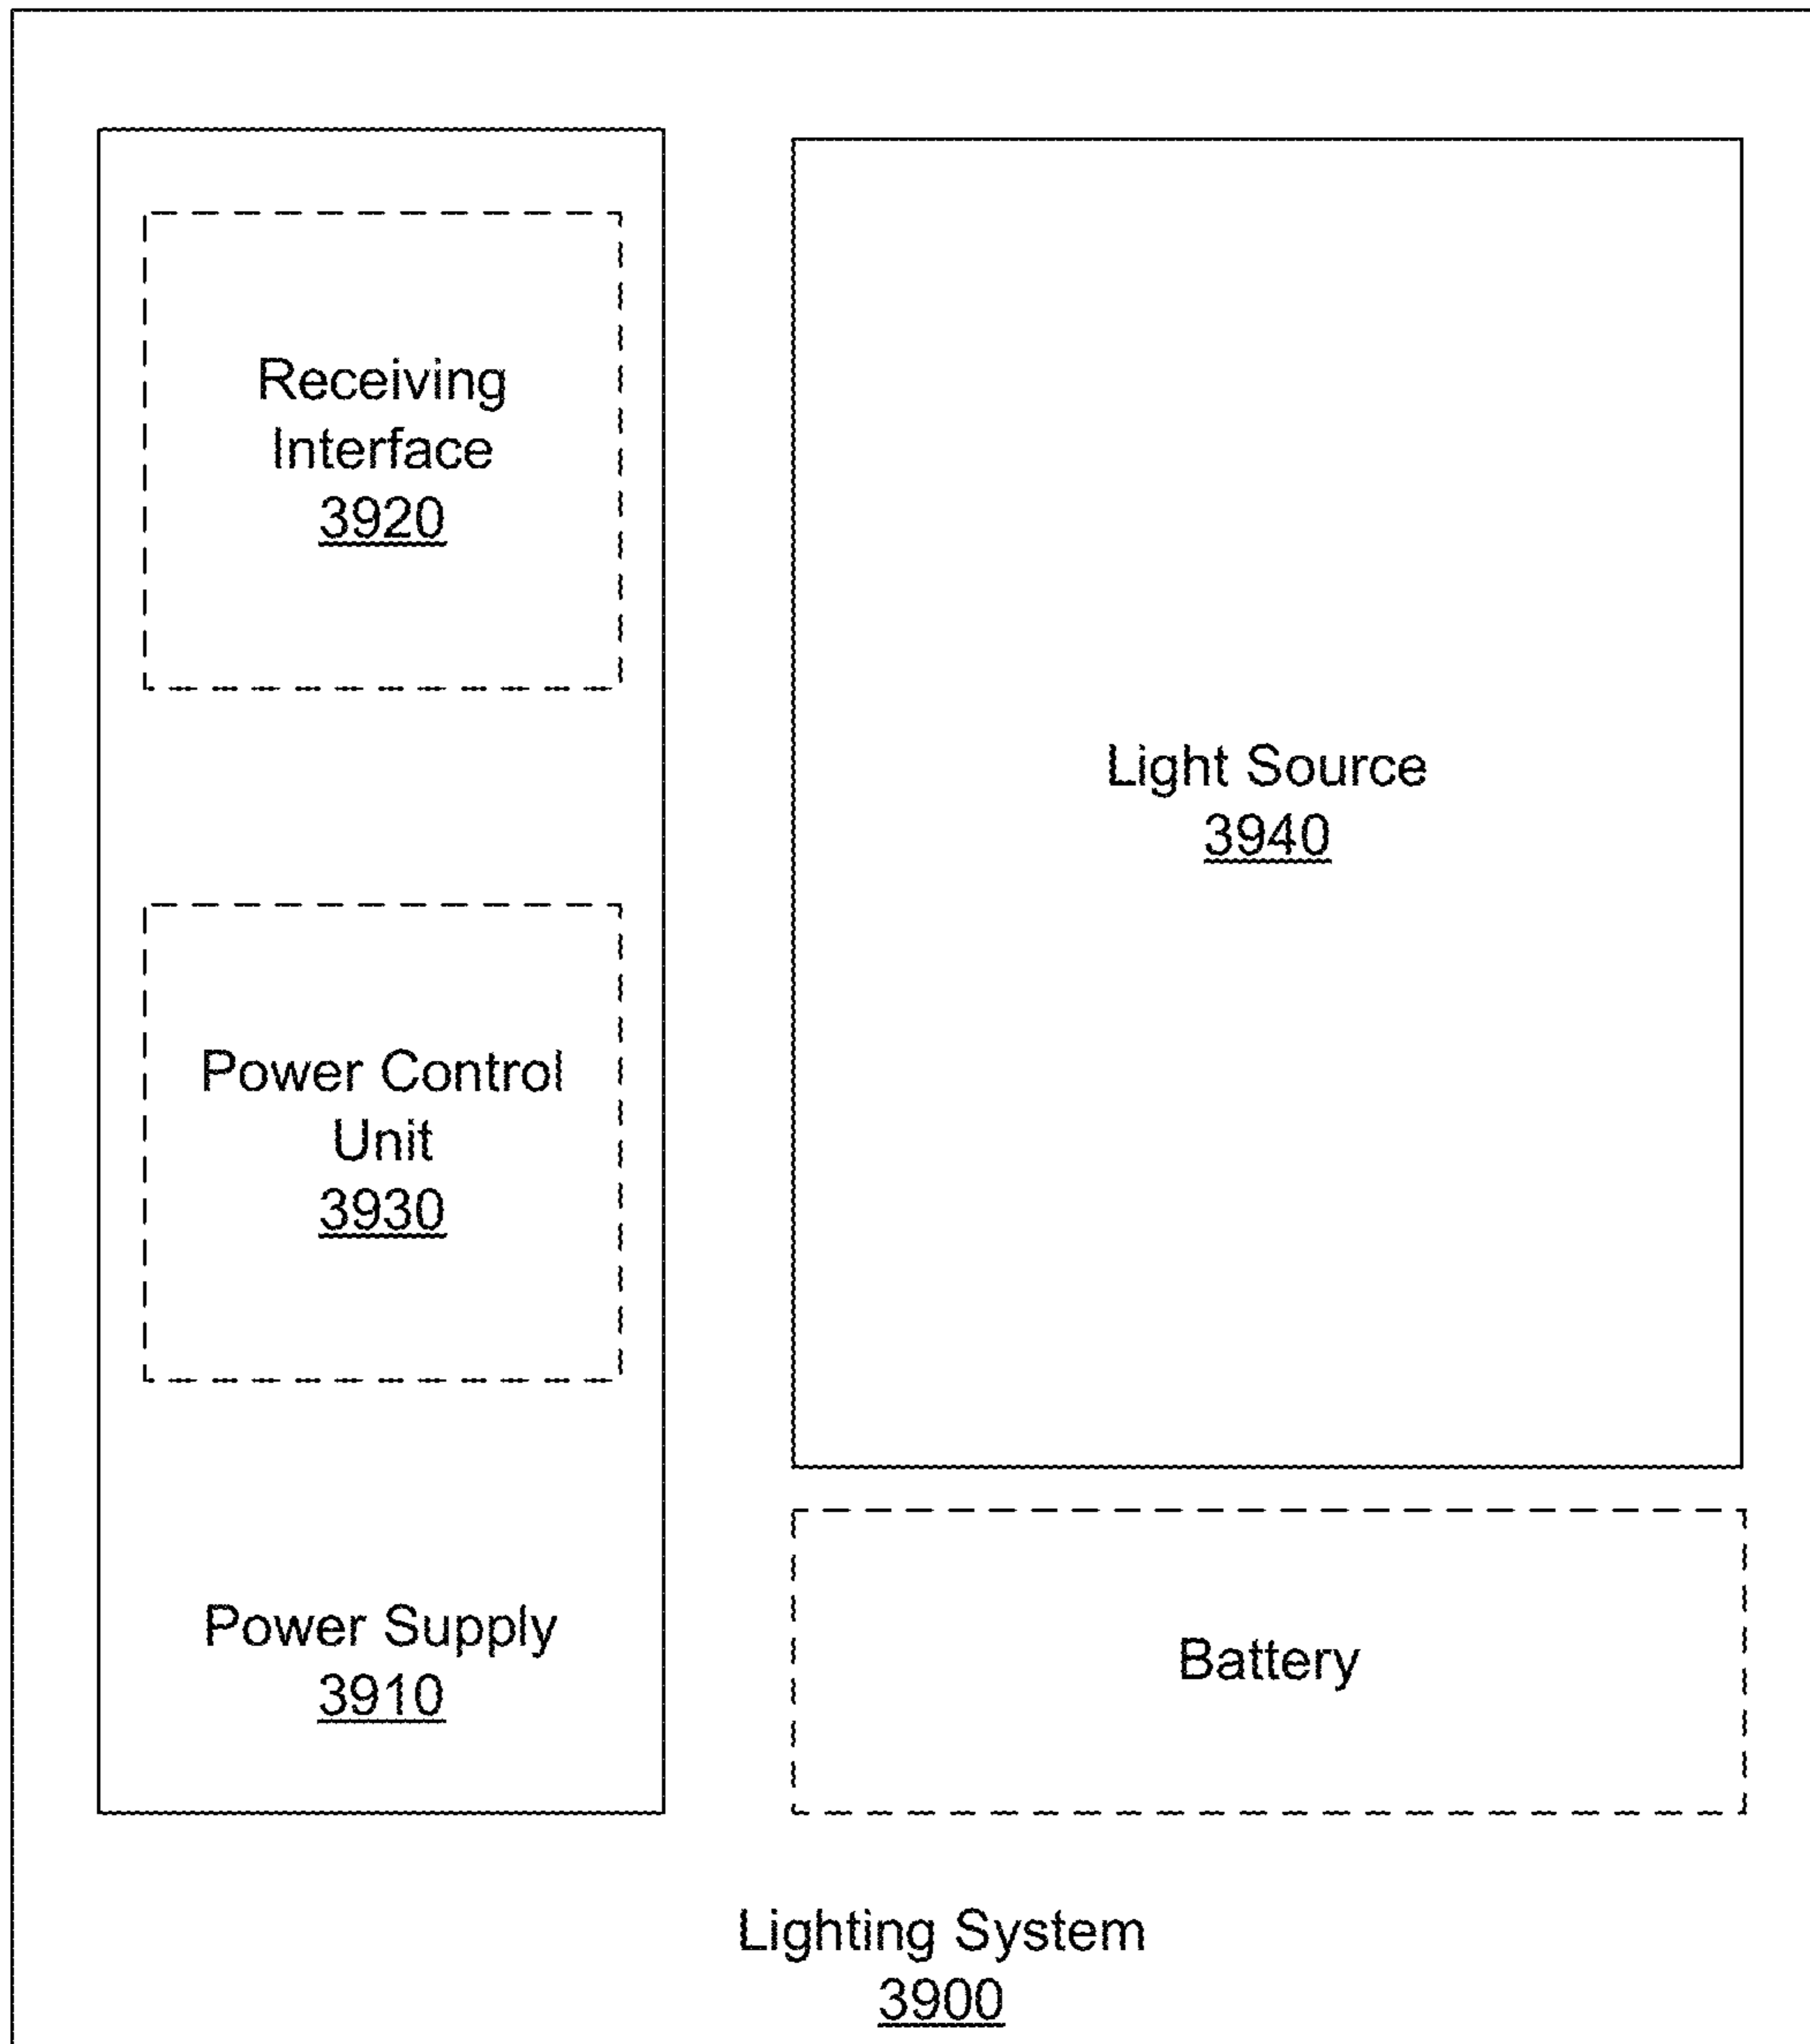 Receiving
Interface
3920
Power Control
Unit
3930
Power Supply
3910
Light Source
3940
Battery
Lighting System
3900